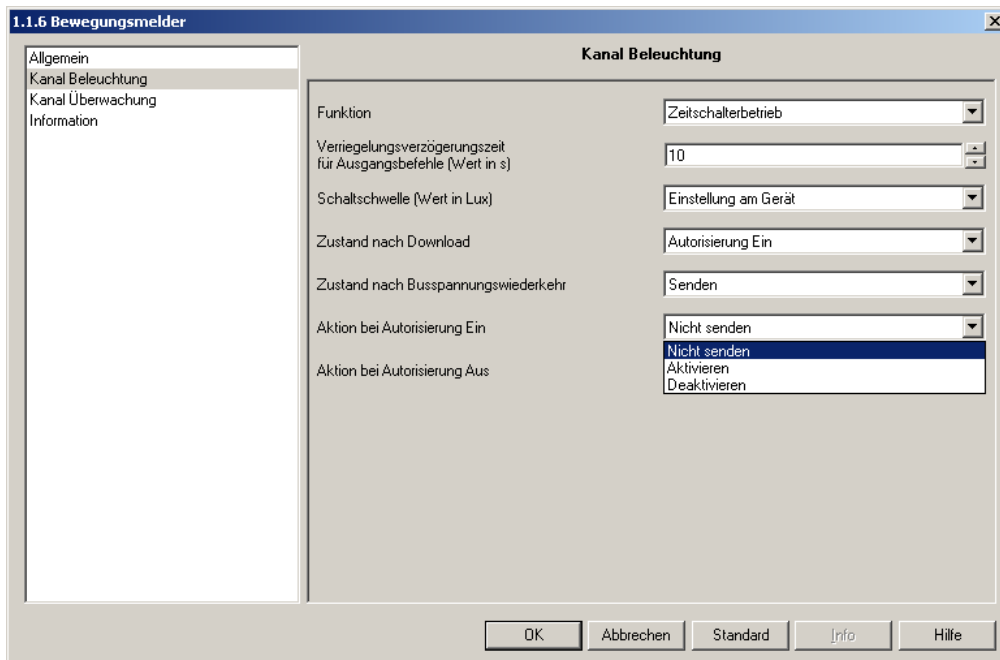 1.1.6 Bewegungsmelder
Allgemein
Kanal Beleuchtung
Kanal Überwachung
Information
Kanal Beleuchtung
Funktion
Zeitschalterbetrieb
Verriegelungsverzögerungszeit
für Ausgangsbefehle (Wert in s)
10
Schaltschwelle (Wert in Lux)
Einstellung am Gerät
Zustand nach Download
Autorisierung Ein
Zustand nach Busspannungswiederkehr
Senden
Aktion bei Autorisierung Ein
Nicht senden
Nicht senden
Aktivieren
Deaktivieren
Aktion bei Autorisierung Aus
OK
Abbrechen
Standard
Info
Hilfe